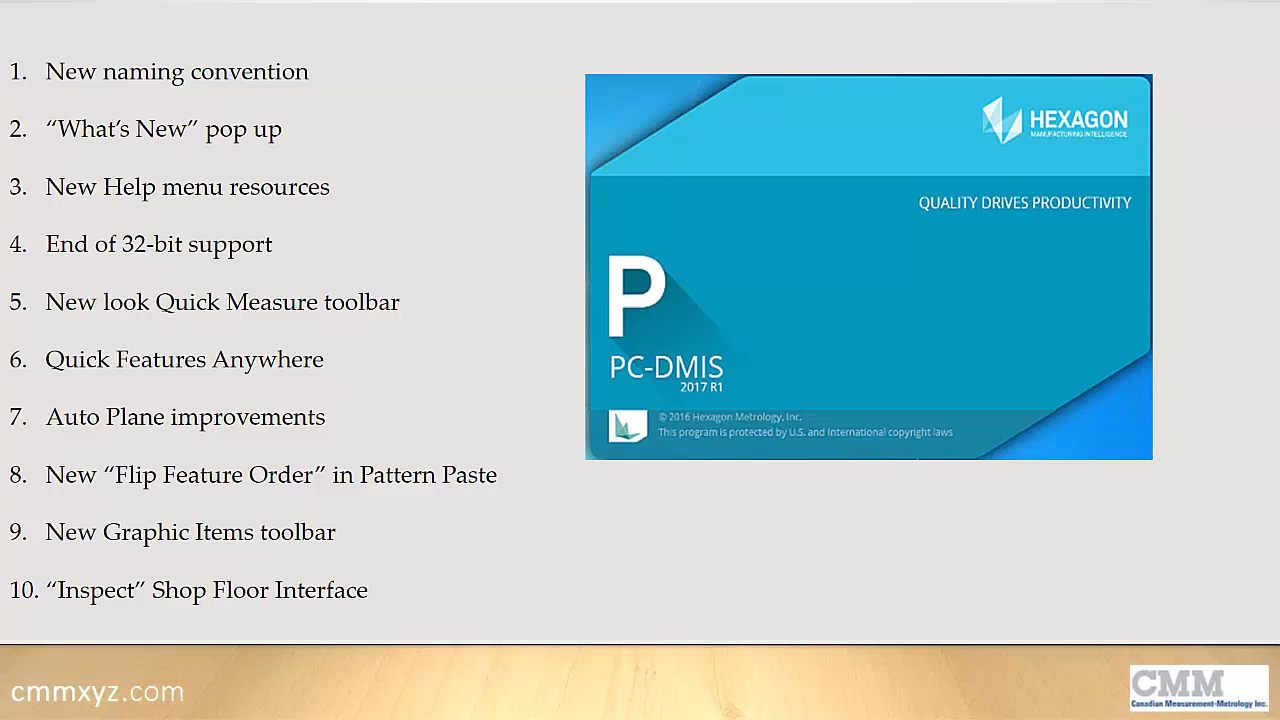 1. New naming convention
2. “What’s New” pop up
3. New Help menu resources
4. End of 32-bit support
5. New look Quick Measure toolbar
6. Quick Features Anywhere
7. Auto Plane improvements
8. New “Flip Feature Order” in Pattern Paste
9. New Graphic Items toolbar
10. “Inspect” Shop Floor Interface
HEXAGON
MANUFACTURING INTELLIGENCE
QUALITY DRIVES PRODUCTIVITY
P
PC-DMIS
2017 R1
© 2016 Hexagon Metrology, Inc.
This program is protected by U.S. and International copyright laws
cmmxyz.com
CMM
Canadian Measurement-Metrology Inc.